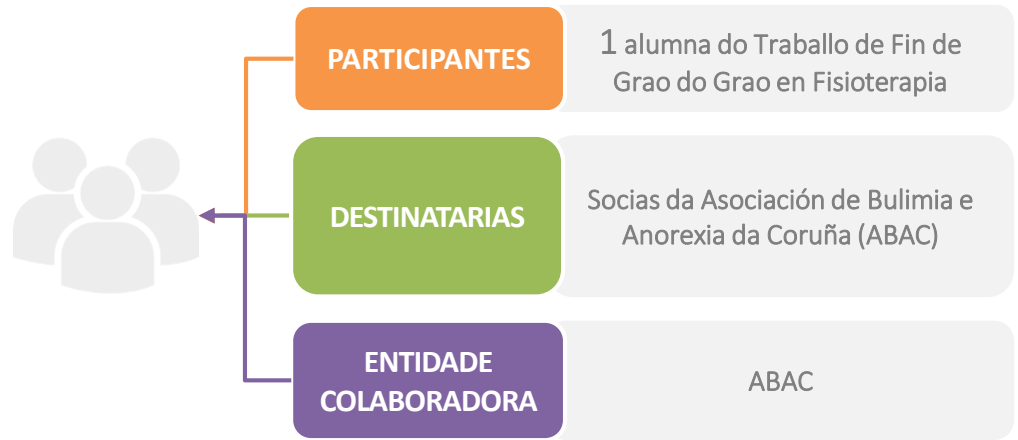 PARTICIPANTES
1 alumna do Traballo de Fin de
Grao do Grao en Fisioterapia
DESTINATARIAS
Socias da Asociación de Bulimia e
Anorexia da Coruña (ABAC)
ENTIDADE
COLABORADORA
ABAC